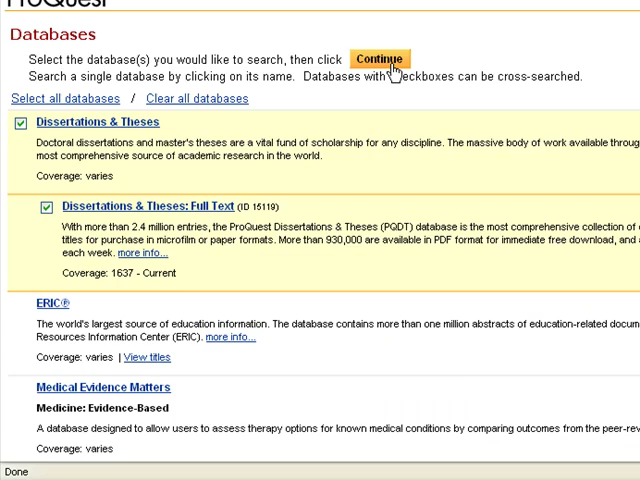 ProQuest
Databases
Select the database(s) you would like to search, then click Continue
Search a single database by clicking on its name. Databases with checkboxes can be cross-searched.
Select all databases / Clear all databases
Dissertations & Theses
Doctoral dissertations and master's theses are a vital fund of scholarship for any discipline. The massive body of work available throug
most comprehensive source of academic research in the world.
Coverage: varies
Dissertations & Theses: Full Text (ID 15119)
With more than 2.4 million entries, the ProQuest Dissertations & Theses (PQDT) database is the most comprehensive collection of
titles for purchase in microfilm or paper formats. More than 930,000 are available in PDF format for immediate free download, and
each week. more info...
Coverage: 1637 - Current
ERIC®
The world's largest source of education information. The database contains more than one million abstracts of education-related docum
Resources Information Center (ERIC). more info...
Coverage: varies | View titles
Medical Evidence Matters
Medicine: Evidence-Based
A database designed to allow users to assess therapy options for known medical conditions by comparing outcomes from the peer-rev
Coverage: varies
Done